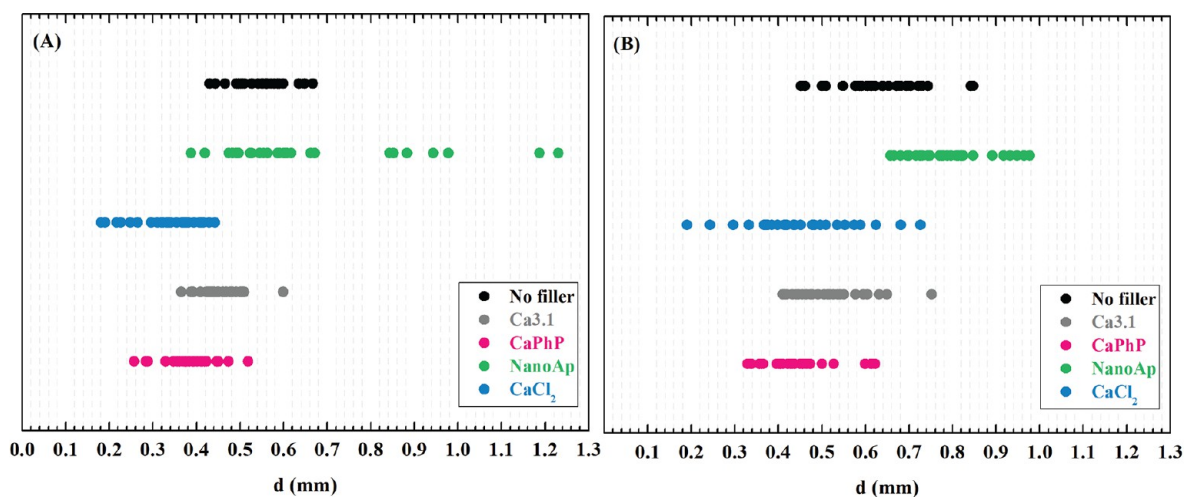 (A)
No filler
Ca3.1
CaPhP
NanoAp
CaCl₂
0.0 0.1 0.2 0.3 0.4 0.5 0.6 0.7 0.8 0.9 1.0 1.1 1.2 1.3
d (mm)
(B)
No filler
Ca3.1
CaPhP
NanoAp
CaCl₂
0.1 0.2 0.3 0.4 0.5 0.6 0.7 0.8 0.9 1.0 1.1 1.2 1.3
d (mm)